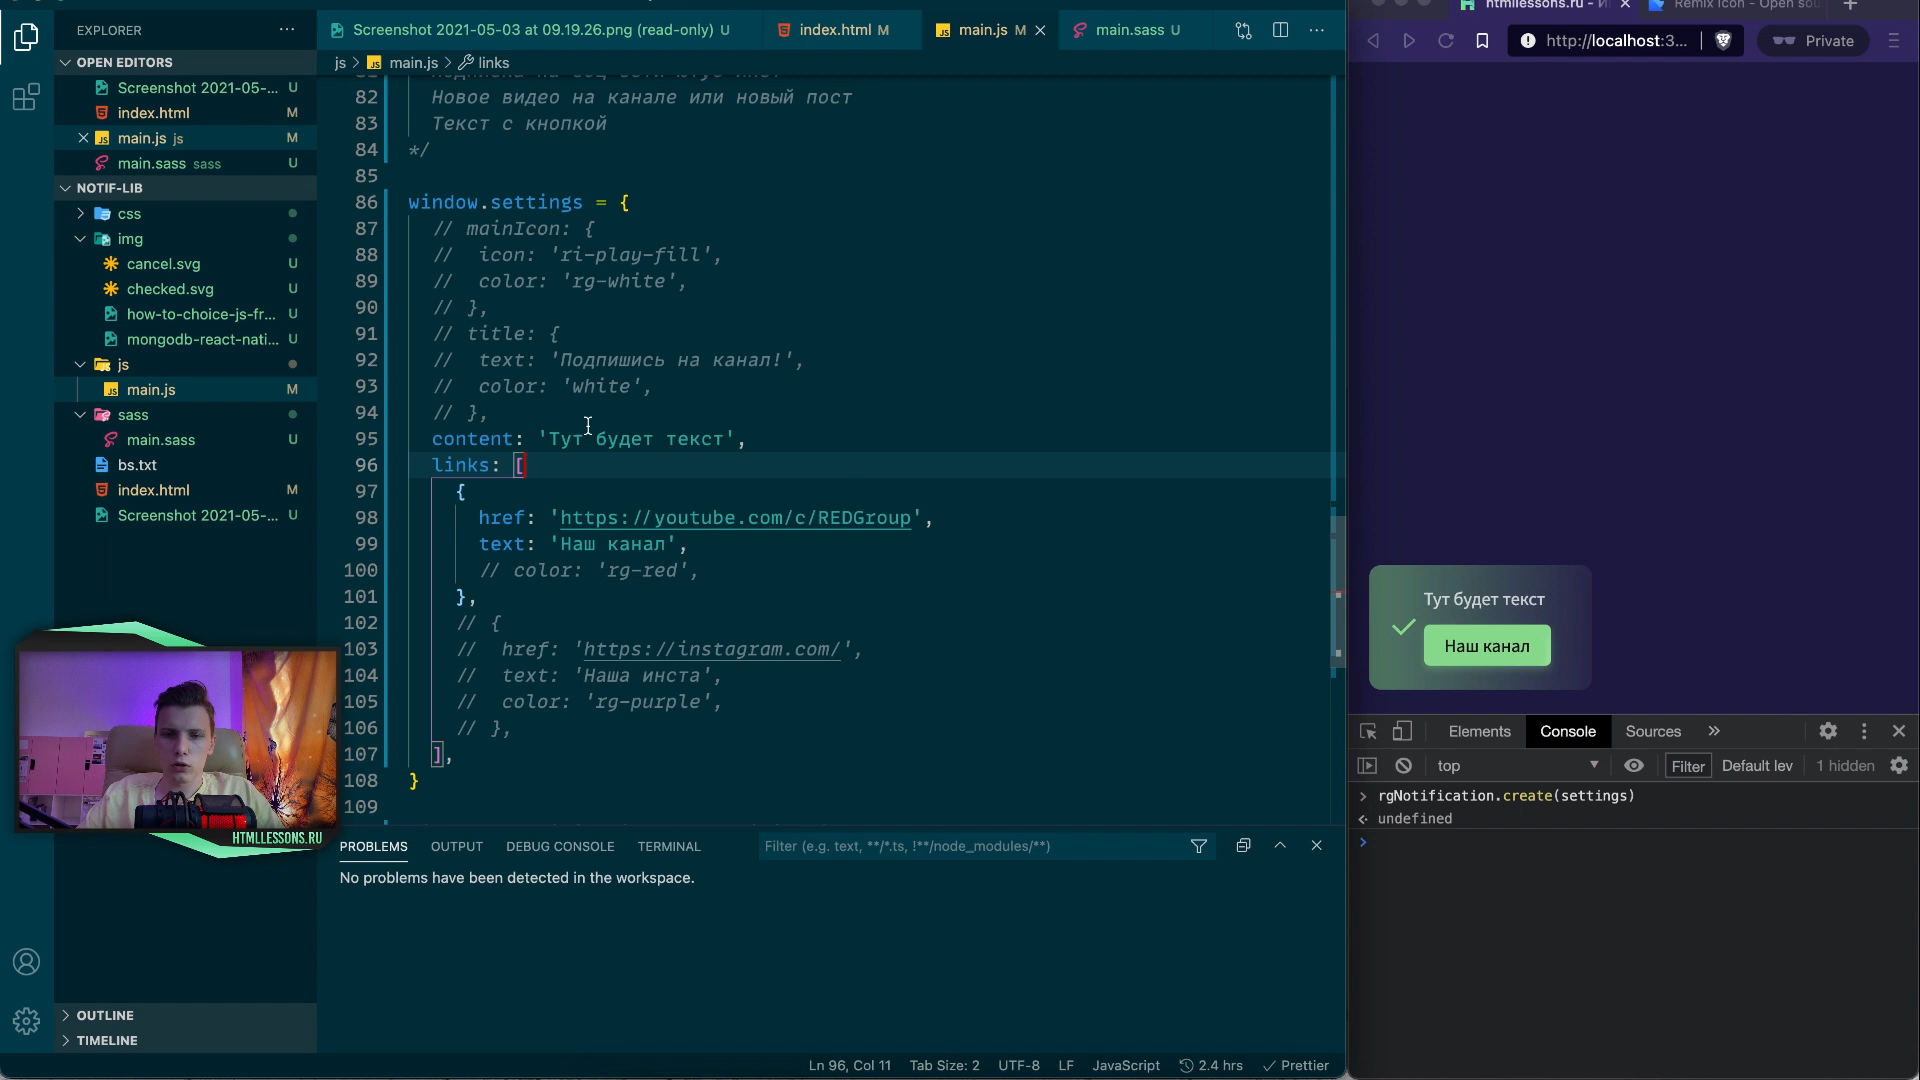 EXPLORER
OPEN EDITORS
Screenshot 2021-05-... U
index.html M
main.js js M
main.sass sass U
NOTIF-LIB
css
img
cancel.svg U
checked.svg U
how-to-choice-js-fr... U
mongodb-react-nati... U
js
main.js M
sass
main.sass U
bs.txt
index.html M
Screenshot 2021-05-... U
OUTLINE
TIMELINE
HTMLLESSONS.RU
Screenshot 2021-05-03 at 09.19.26.png (read-only) U
index.html M
main.js M
main.sass U
js > main.js > links
82 Новое видео на канале или новый пост
83 Текст с кнопкой
84 */
85
86 window.settings = {
87 // mainIcon: {
88 // icon: 'ri-play-fill',
89 // color: 'rg-white',
90 // },
91 // title: {
92 // text: 'Подпишись на канал!',
93 // color: 'white',
94 // },
95 content: 'Тут будет текст',
96 links: [
97 {
98 href: 'https://youtube.com/c/REDGroup',
99 text: 'Наш канал',
100 // color: 'rg-red',
101 },
102 // {
103 // href: 'https://instagram.com/',
104 // text: 'Наша инста',
105 // color: 'rg-purple',
106 // },
107 ],
108 }
109
PROBLEMS OUTPUT DEBUG CONSOLE TERMINAL
Filter (e.g. text, **/*.ts, !**/node_modules/**)
No problems have been detected in the workspace.
Ln 96, Col 11 Tab Size: 2 UTF-8 LF JavaScript 2.4 hrs Prettier
htmllessons.ru - И
Remix Icon - Open sou
http://localhost:3... Private
Тут будет текст
Наш канал
Elements Console Sources »
top Filter Default lev 1 hidden
rgNotification.create(settings)
undefined